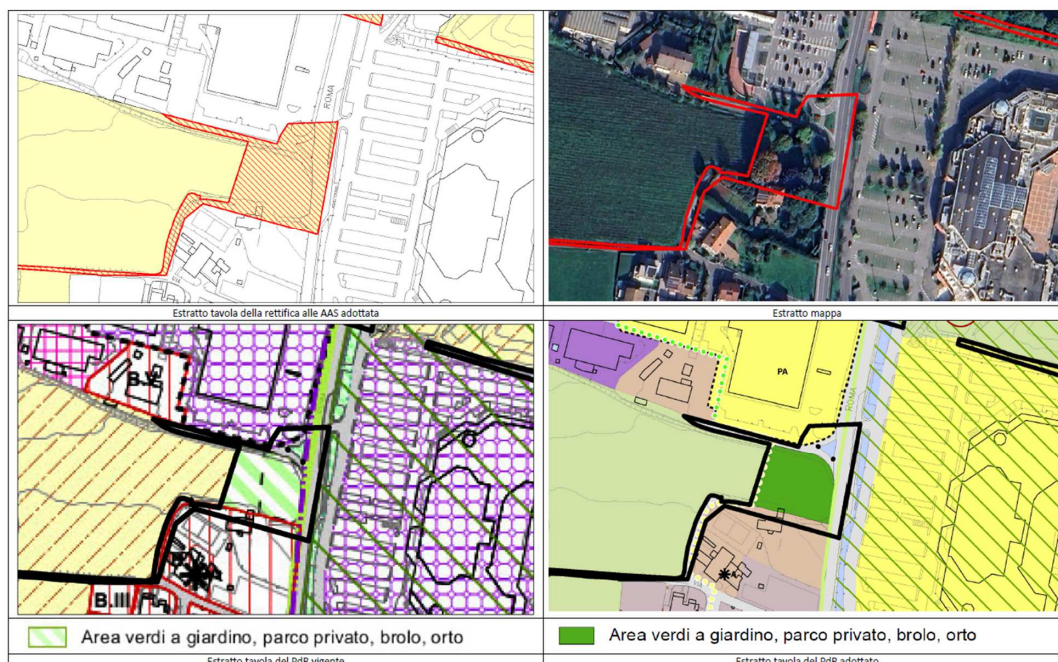 ROMA
Estratto tavola della rettifica alle AAS adottata
Estratto mappa
B.V
B.III
PA
ROMA
Area verdi a giardino, parco privato, brolo, orto
Area verdi a giardino, parco privato, brolo, orto
Estratto tavola del PdR vigente
Estratto tavola del PdR adottato